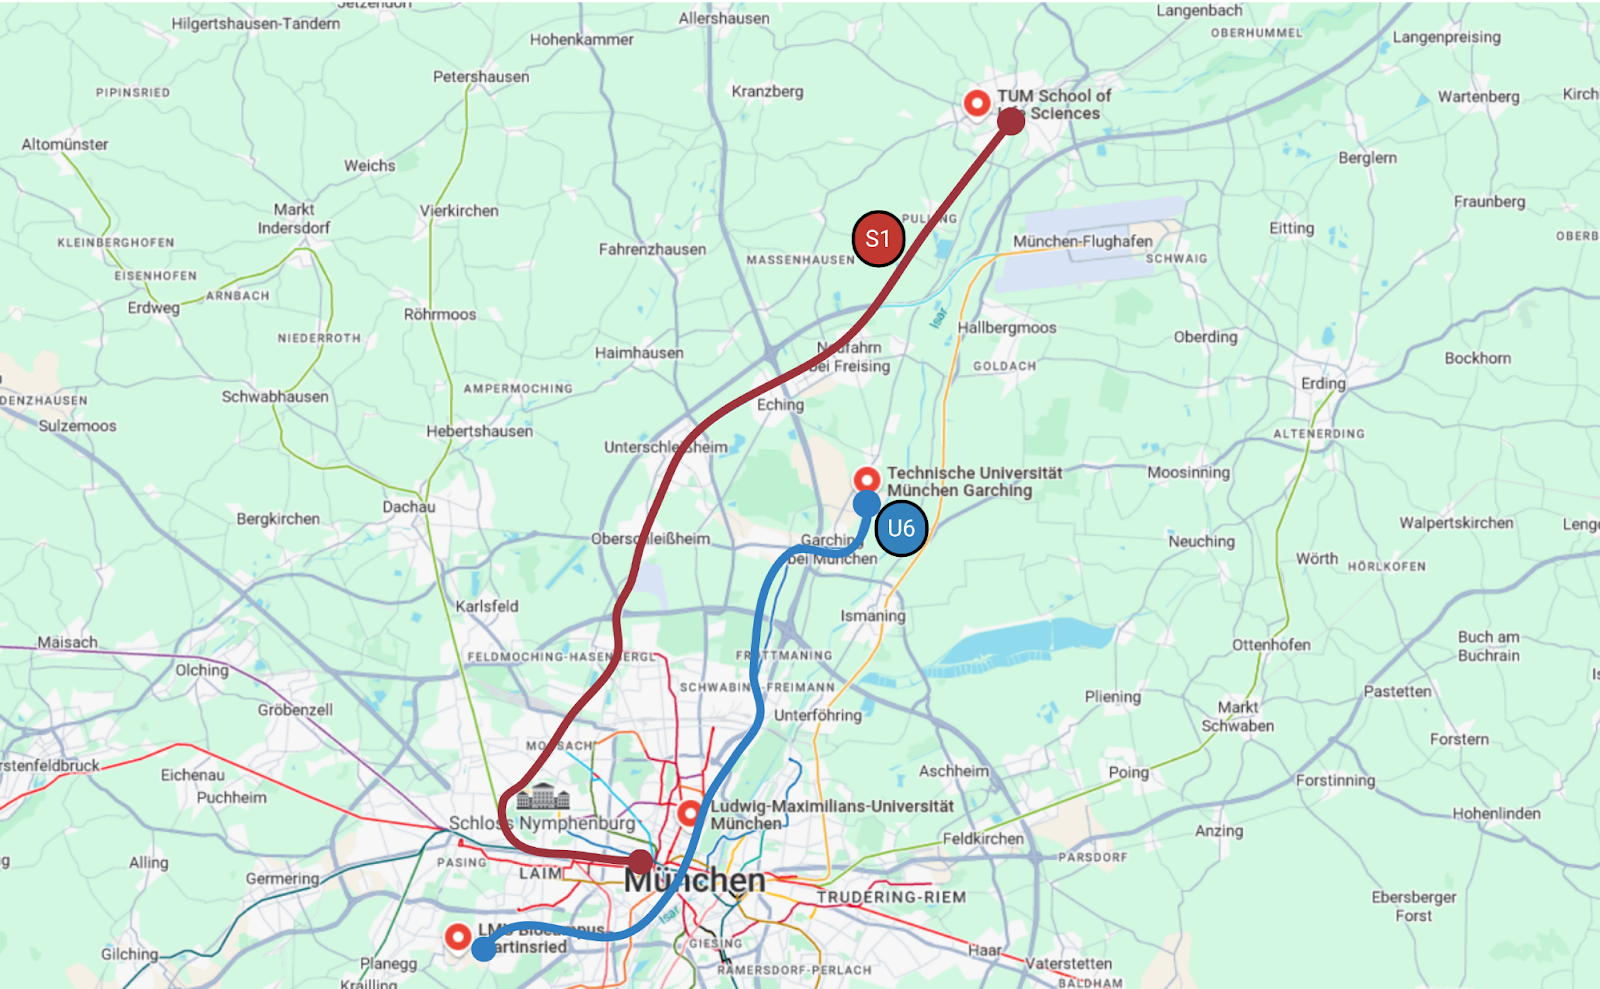 Jetzendorf
Hilgertshausen-Tandern
Allershausen
Langenbach
OBERHUMMEL
Langenpreising
Hohenkammer
Petershausen
PIPINSRIED
Kranzberg
TUM School of
Life Sciences
Wartenberg
Kirch
Altomünster
Weichs
Berglern
Markt
Indersdorf
Vierkirchen
Fraunberg
PULLING
S1
Eitting
OBERB
KLEINBERGHOFEN
Fahrenzhausen
MASSENHAUSEN
München-Flughafen
SCHWAIG
EISENHOFEN
ARNBACH
Erdweg
Röhrmoos
Isar
Hallbergmoos
Oberding
NIEDERROTH
Haimhausen
Neufahrn
bei Freising
GOLDACH
Bockhorn
AMPERMOCHING
Schwabhausen
DENZHAUSEN
Eching
Erding
Sulzemoos
Hebertshausen
Unterschleißheim
ALTENERDING
Technische Universität
München Garching
Moosinning
Dachau
Bergkirchen
U6
Walpertskirchen
Leng
Oberschleißheim
Garching
bei München
Neuching
Wörth
HÖRLKOFEN
Karlsfeld
Ismaning
Maisach
Ottenhofen
Buch am
Buchrain
FELDMOCHING-HASENBERGL
FRÖTTMANING
Olching
SCHWABING-FREIMANN
Is
Pliening
Pastetten
Gröbenzell
Unterföhring
Markt
Schwaben
Forstern
MOOSACH
rstenfeldbruck
Eichenau
Aschheim
Poing
Forstinning
Puchheim
Ludwig-Maximilians-Universität
München
Hohenlinden
Schloss Nymphenburg
Feldkirchen
Anzing
Alling
PASING
LAIM
PARSDORF
Germering
München
TRUDERING-RIEM
Ebersberger
Forst
Isar
LMU Biocampus
Martinsried
GIESING
Gilching
Planegg
Haar
Vaterstetten
RAMERSDORF-PERLACH
Krailling
BALDHAM